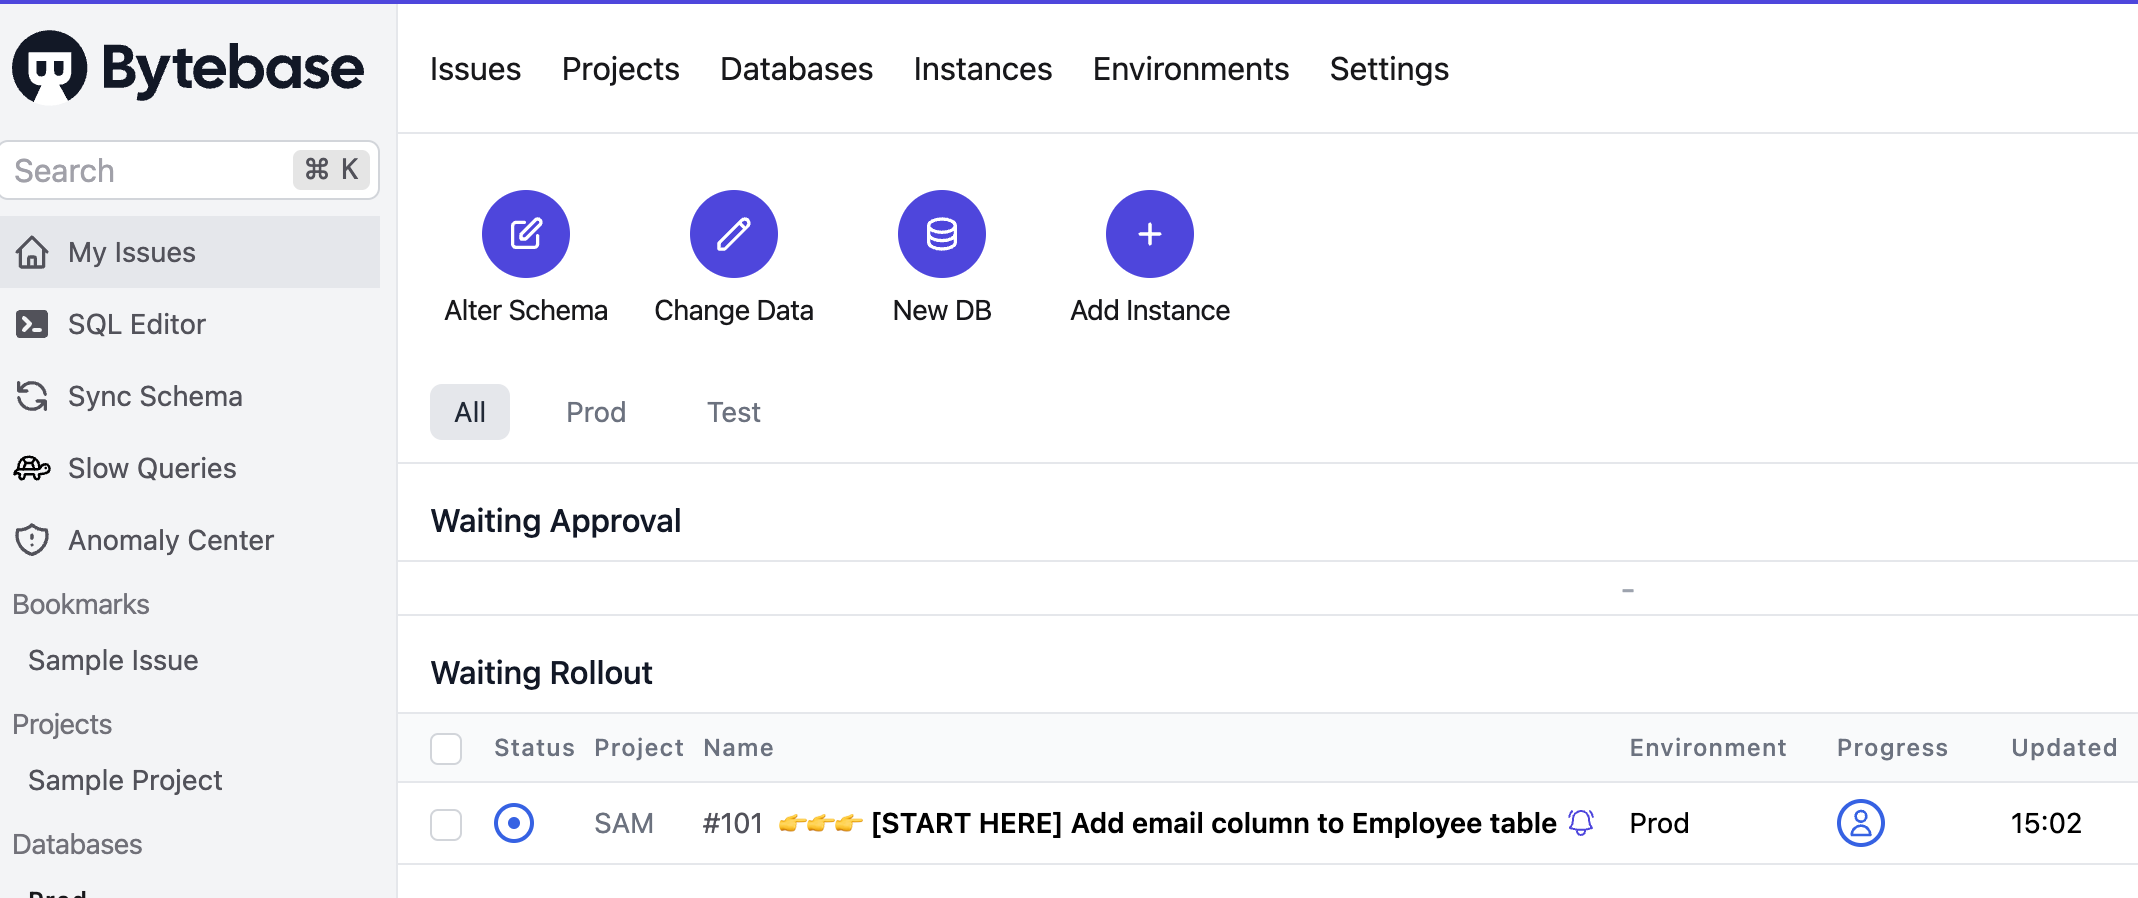 Bytebase
Search ⌘ K
My Issues
SQL Editor
Sync Schema
Slow Queries
Anomaly Center
Bookmarks
Sample Issue
Projects
Sample Project
Databases
Prod
Issues Projects Databases Instances Environments Settings
Alter Schema Change Data New DB Add Instance
All Prod Test
Waiting Approval
-
Waiting Rollout
Status Project Name Environment Progress Updated
SAM #101 👉👉👉 [START HERE] Add email column to Employee table Prod 15:02